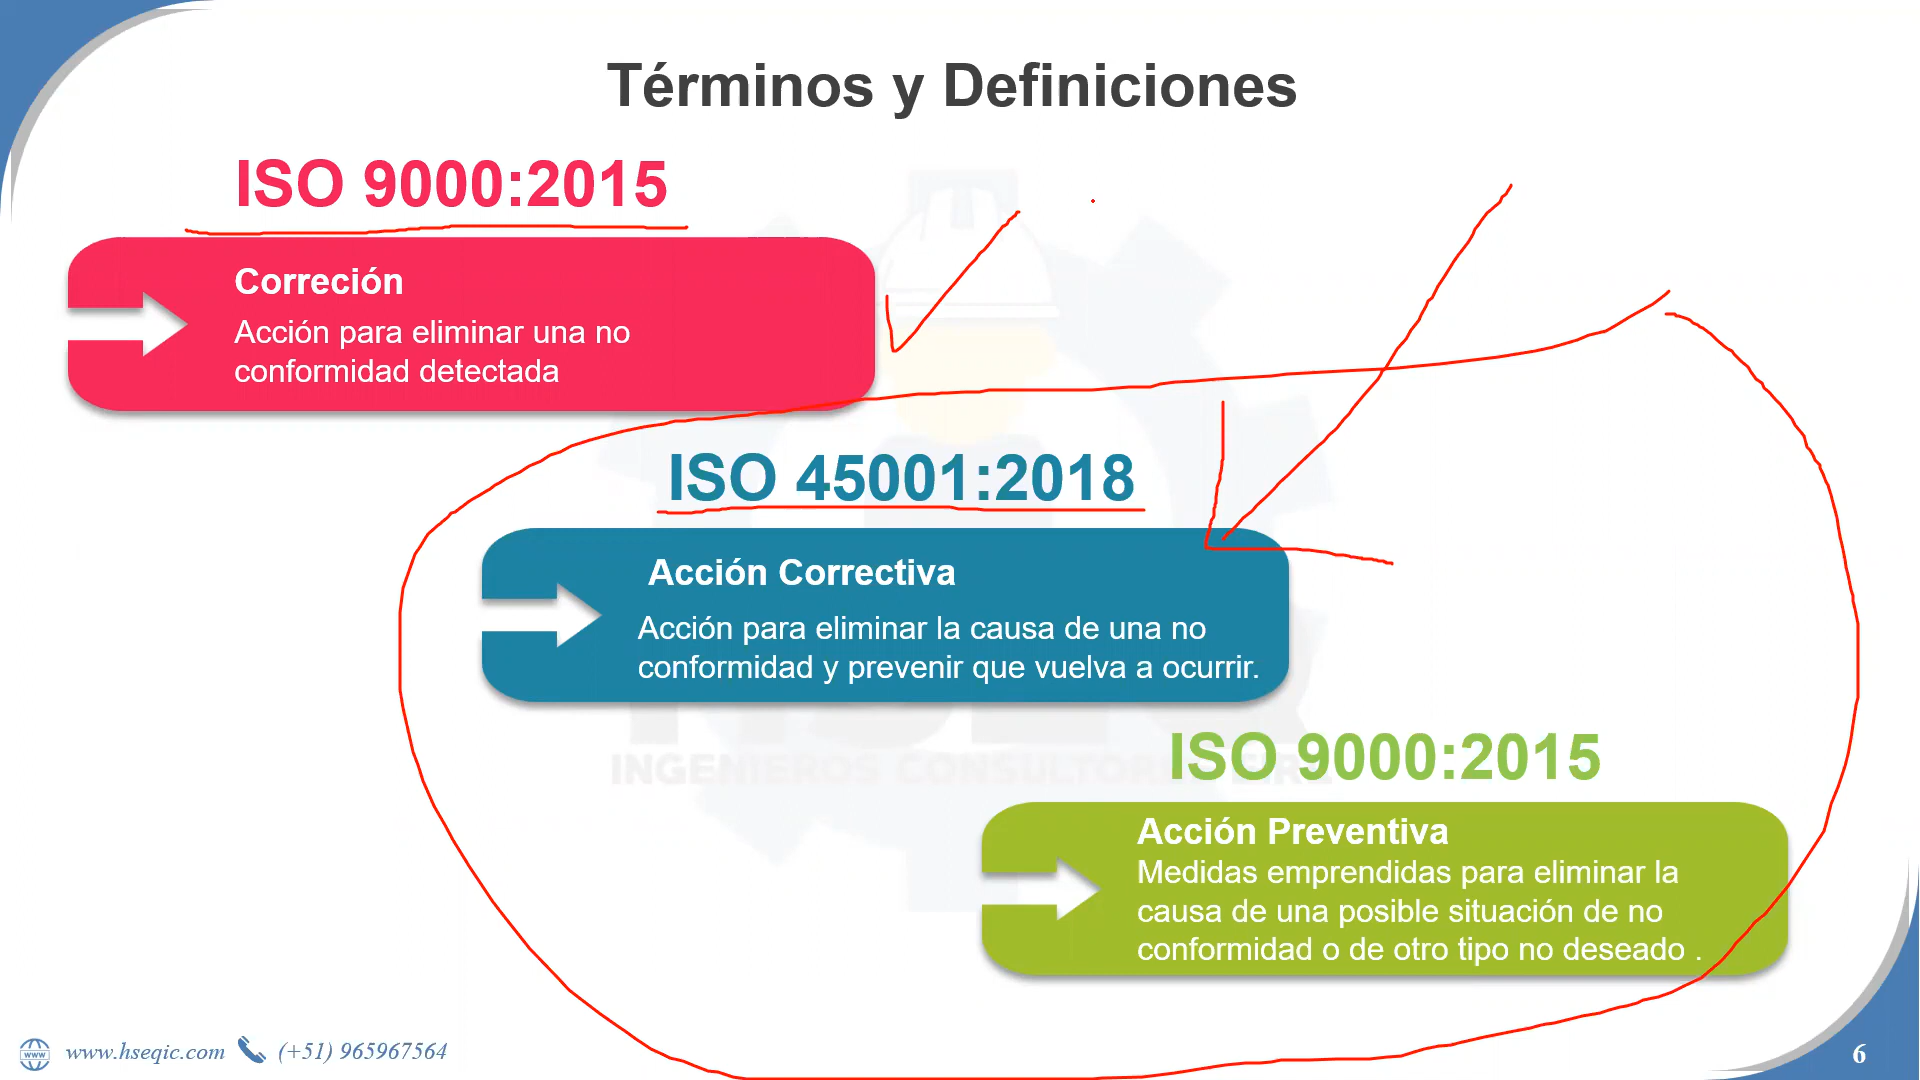 Términos y Definiciones
ISO 9000:2015
Correción
Acción para eliminar una no
conformidad detectada
ISO 45001:2018
Acción Correctiva
Acción para eliminar la causa de una no
conformidad y prevenir que vuelva a ocurrir.
INGENIEROS
ISO 9000:2015
Acción Preventiva
Medidas emprendidas para eliminar la
causa de una posible situación de no
conformidad o de otro tipo no deseado .
www.hseqic.com (+51) 965967564
6